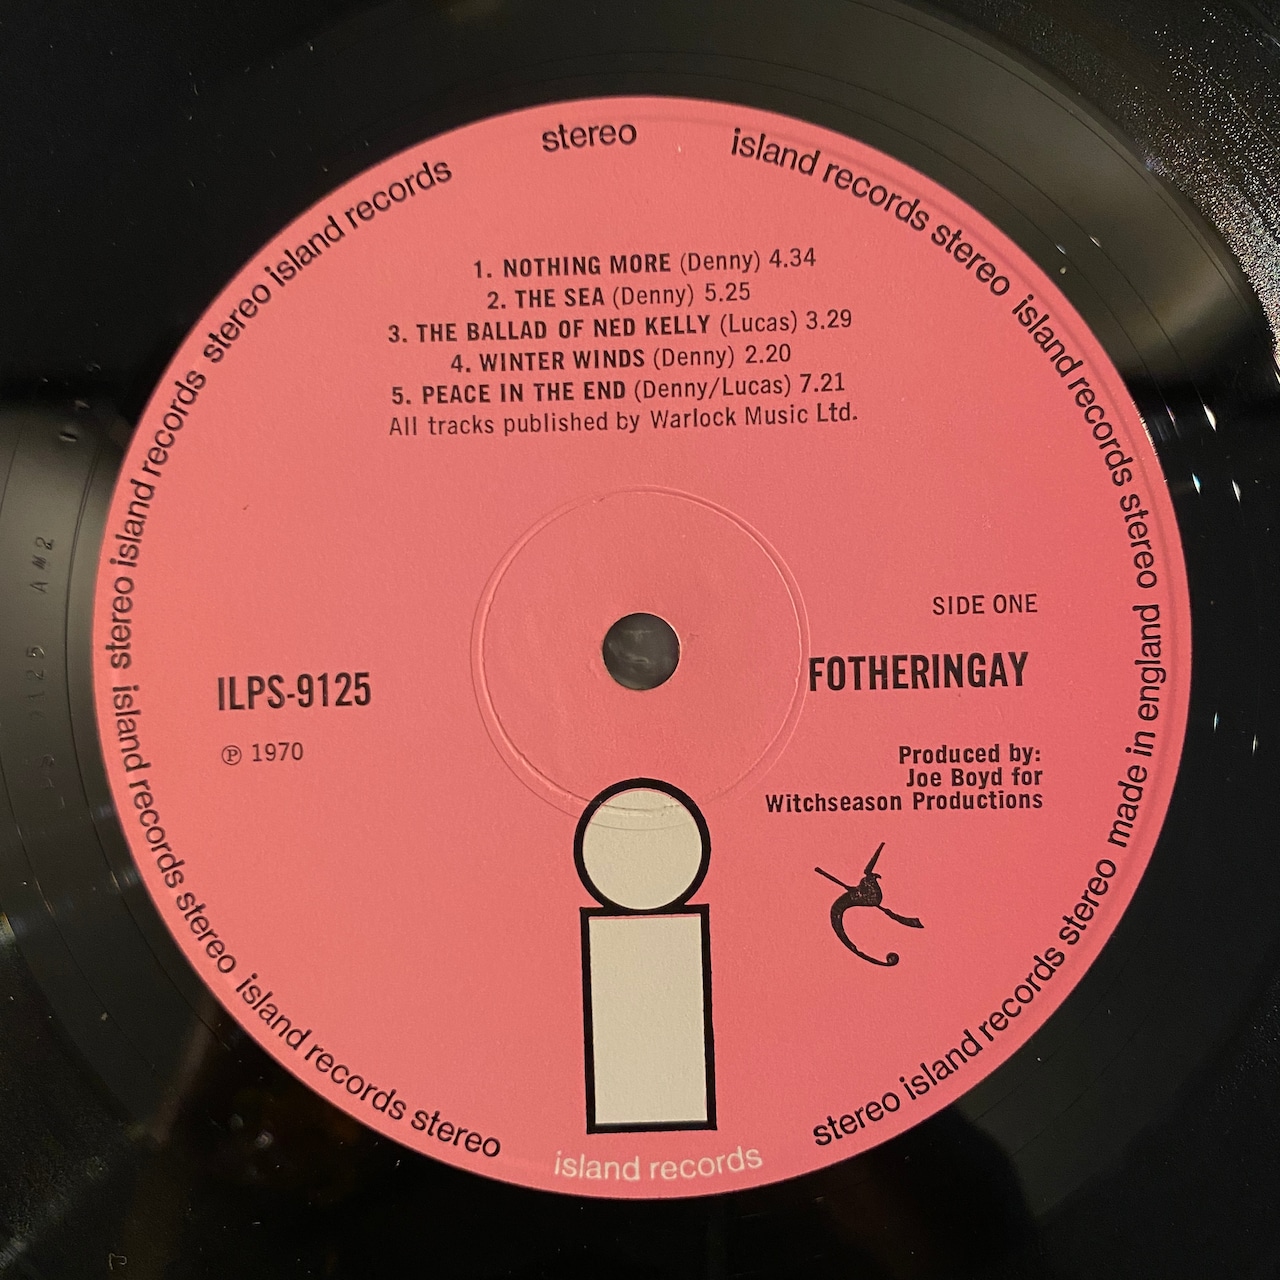 stereo
island records stereo island records stereo made in england
stereo island records stereo
island records
stereo island records stereo island records stereo island records
island records stereo island records stereo
1. NOTHING MORE (Denny) 4.34
2. THE SEA (Denny) 5.25
3. THE BALLAD OF NED KELLY (Lucas) 3.29
4. WINTER WINDS (Denny) 2.20
5. PEACE IN THE END (Denny/Lucas) 7.21
All tracks published by Warlock Music Ltd.
SIDE ONE
FOTHERINGAY
ILPS-9125
℗ 1970
Produced by:
Joe Boyd for
Witchseason Productions
i